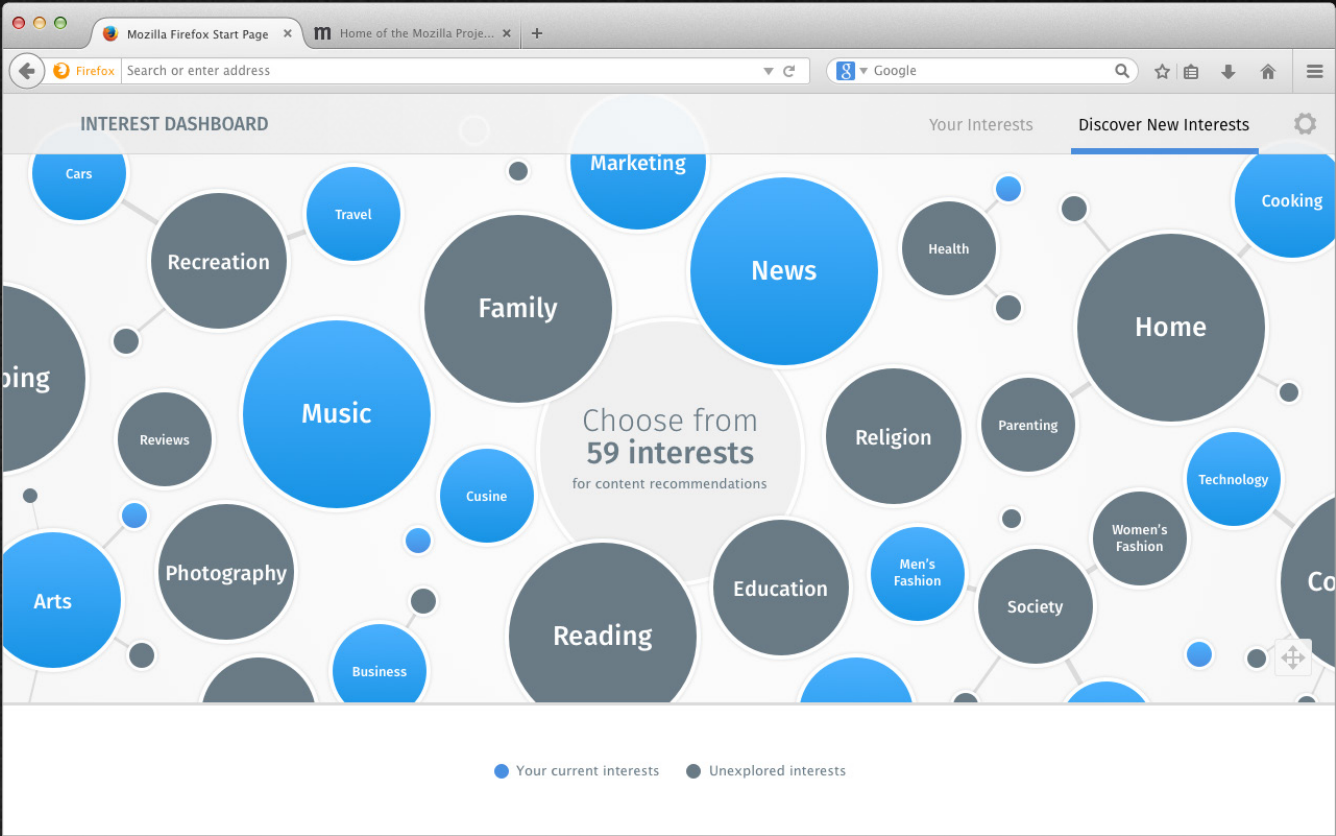 Mozilla Firefox Start Page
Home of the Mozilla Proje...
Firefox
Search or enter address
Google
INTEREST DASHBOARD
Your Interests
Discover New Interests
Marketing
Cars
Travel
Cooking
Recreation
News
Health
Family
Home
ping
Music
Choose from
59 interests
for content recommendations
Religion
Parenting
Reviews
Cusine
Technology
Women's
Fashion
Photography
Men's
Fashion
Education
Arts
Society
Co
Reading
Business
Your current interests
Unexplored interests